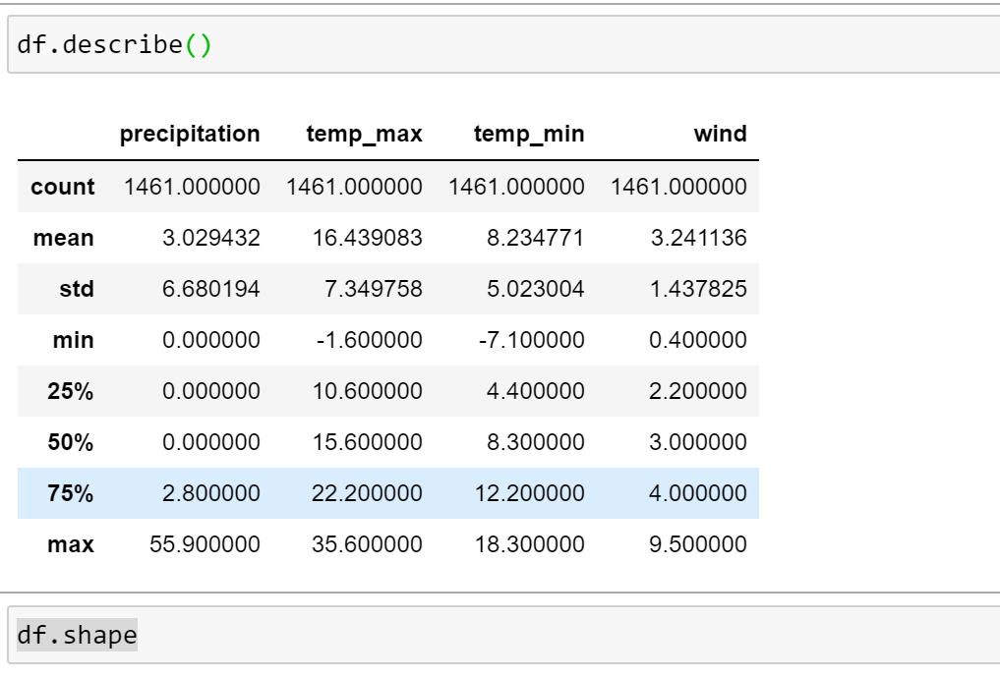 df.describe()
precipitation temp_max temp_min wind
count 1461.000000 1461.000000 1461.000000 1461.000000
mean 3.029432 16.439083 8.234771 3.241136
std 6.680194 7.349758 5.023004 1.437825
min 0.000000 -1.600000 -7.100000 0.400000
25% 0.000000 10.600000 4.400000 2.200000
50% 0.000000 15.600000 8.300000 3.000000
75% 2.800000 22.200000 12.200000 4.000000
max 55.900000 35.600000 18.300000 9.500000
df.shape